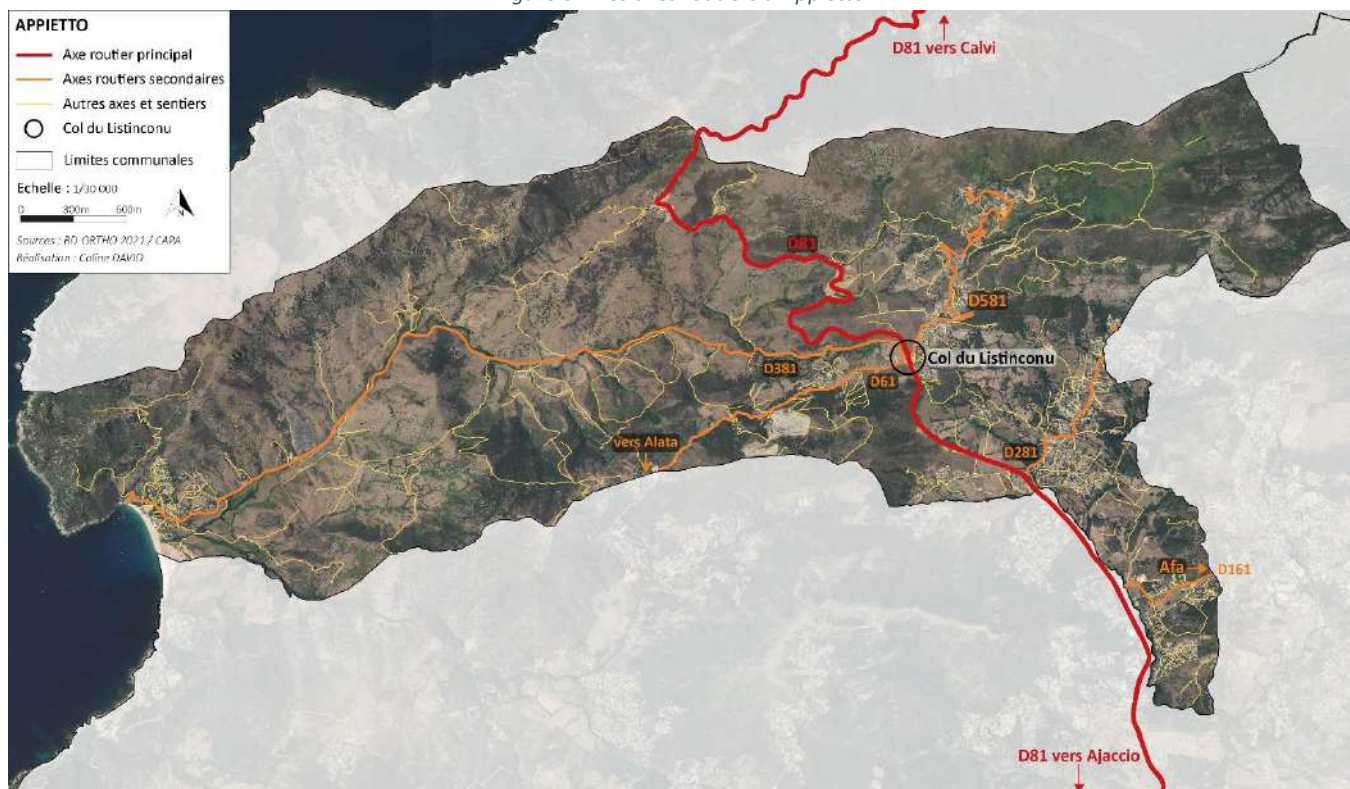 APPIETTO
Axe routier principal
Axes routiers secondaires
Autres axes et sentiers
Col du Listinconu
Limites communales
Echelle : 1/30 000
0 300m 600m
N
Sources : BD ORTHO 2021 / CAPA
Réalisation : Coline DAVID
D81 vers Calvi
D81
D581
Col du Listinconu
D381
D61
vers Alata
D281
Afa
D161
D81 vers Ajaccio